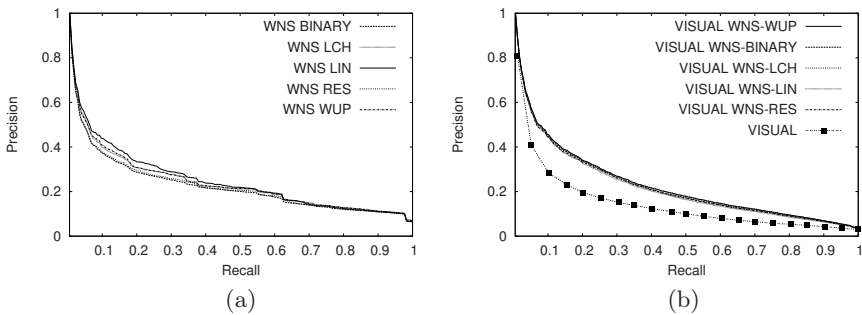 1
0.8
0.6
0.4
0.2
0
Precision
0.1 0.2 0.3 0.4 0.5 0.6 0.7 0.8 0.9 1
Recall
WNS BINARY
WNS LCH
WNS LIN
WNS RES
WNS WUP
(a)
1
0.8
0.6
0.4
0.2
0
Precision
0.1 0.2 0.3 0.4 0.5 0.6 0.7 0.8 0.9 1
Recall
VISUAL WNS-WUP
VISUAL WNS-BINARY
VISUAL WNS-LCH
VISUAL WNS-LIN
VISUAL WNS-RES
VISUAL
(b)